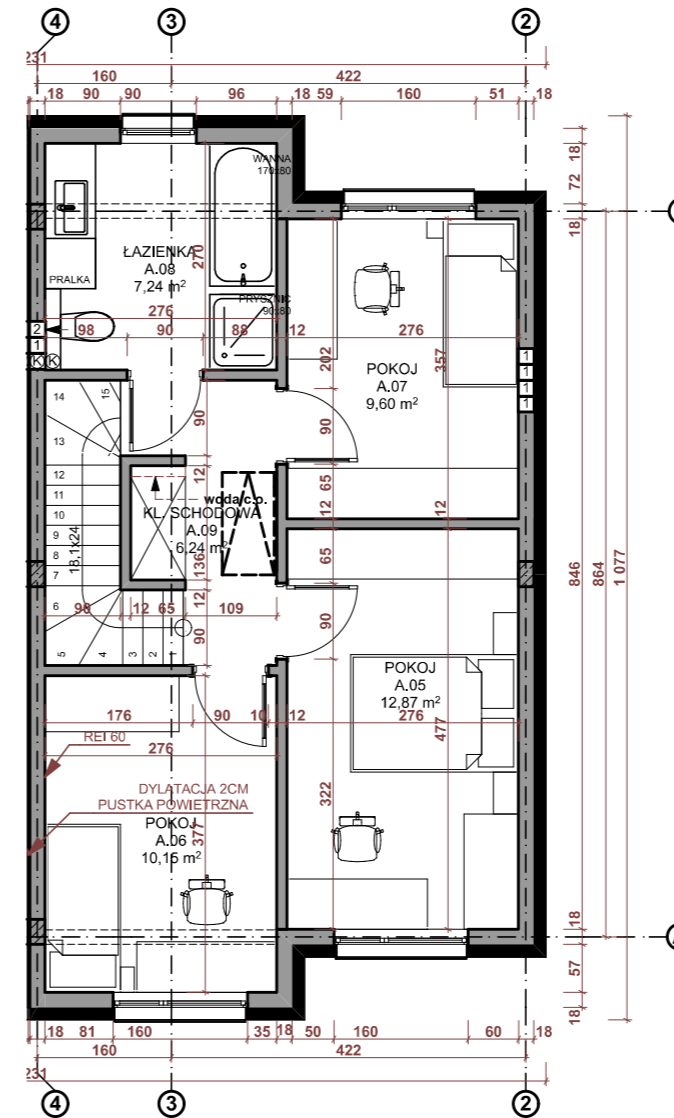 4 3 2
231
160 422
18 90 90 96 18 59 160 51 18
WANNA
170x80
ŁAZIENKA
A.08
7,24 m²
270
PRALKA
PRYSZNIC
90x80
276
2
98 90 88 12 276
1
K K
18
72
18
POKOJ
A.07
9,60 m²
202
357
1
1
1
1
14 15
13
12
11
10
9
8
7
6
5 4 3 2 1
18,1x24
90
12
90
65
12
12
woda/c.o.
KL. SCHODOWA
A.09
6,24 m²
136
12
65
98 12 65 109
90
90
846
864
1 077
POKOJ
A.05
12,87 m²
176 90 10 12 276
477
REI 60
276
322
DYLATACJA 2CM
PUSTKA POWIETRZNA
POKOJ
A.06
10,15 m²
377
18
57
18
18 81 160 35 18 50 160 60 18
160 422
231
4 3 2